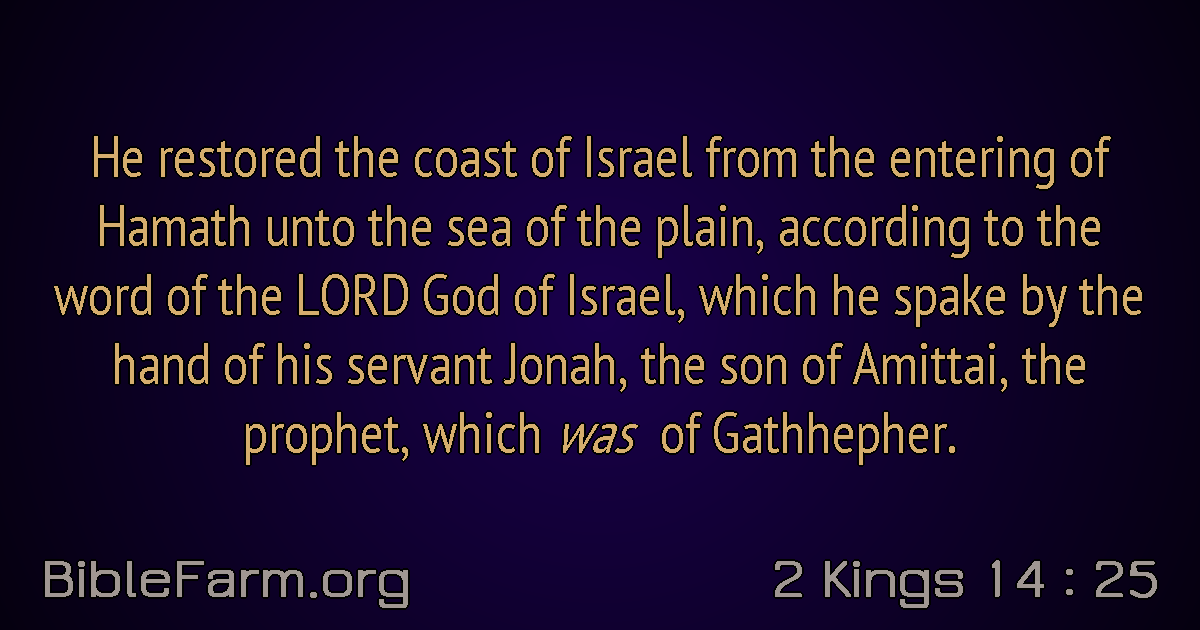 He restored the coast of Israel from the entering of
Hamath unto the sea of the plain, according to the
word of the LORD God of Israel, which he spake by the
hand of his servant Jonah, the son of Amittai, the
prophet, which was of Gathhepher.
BibleFarm.org
2 Kings 14 : 25